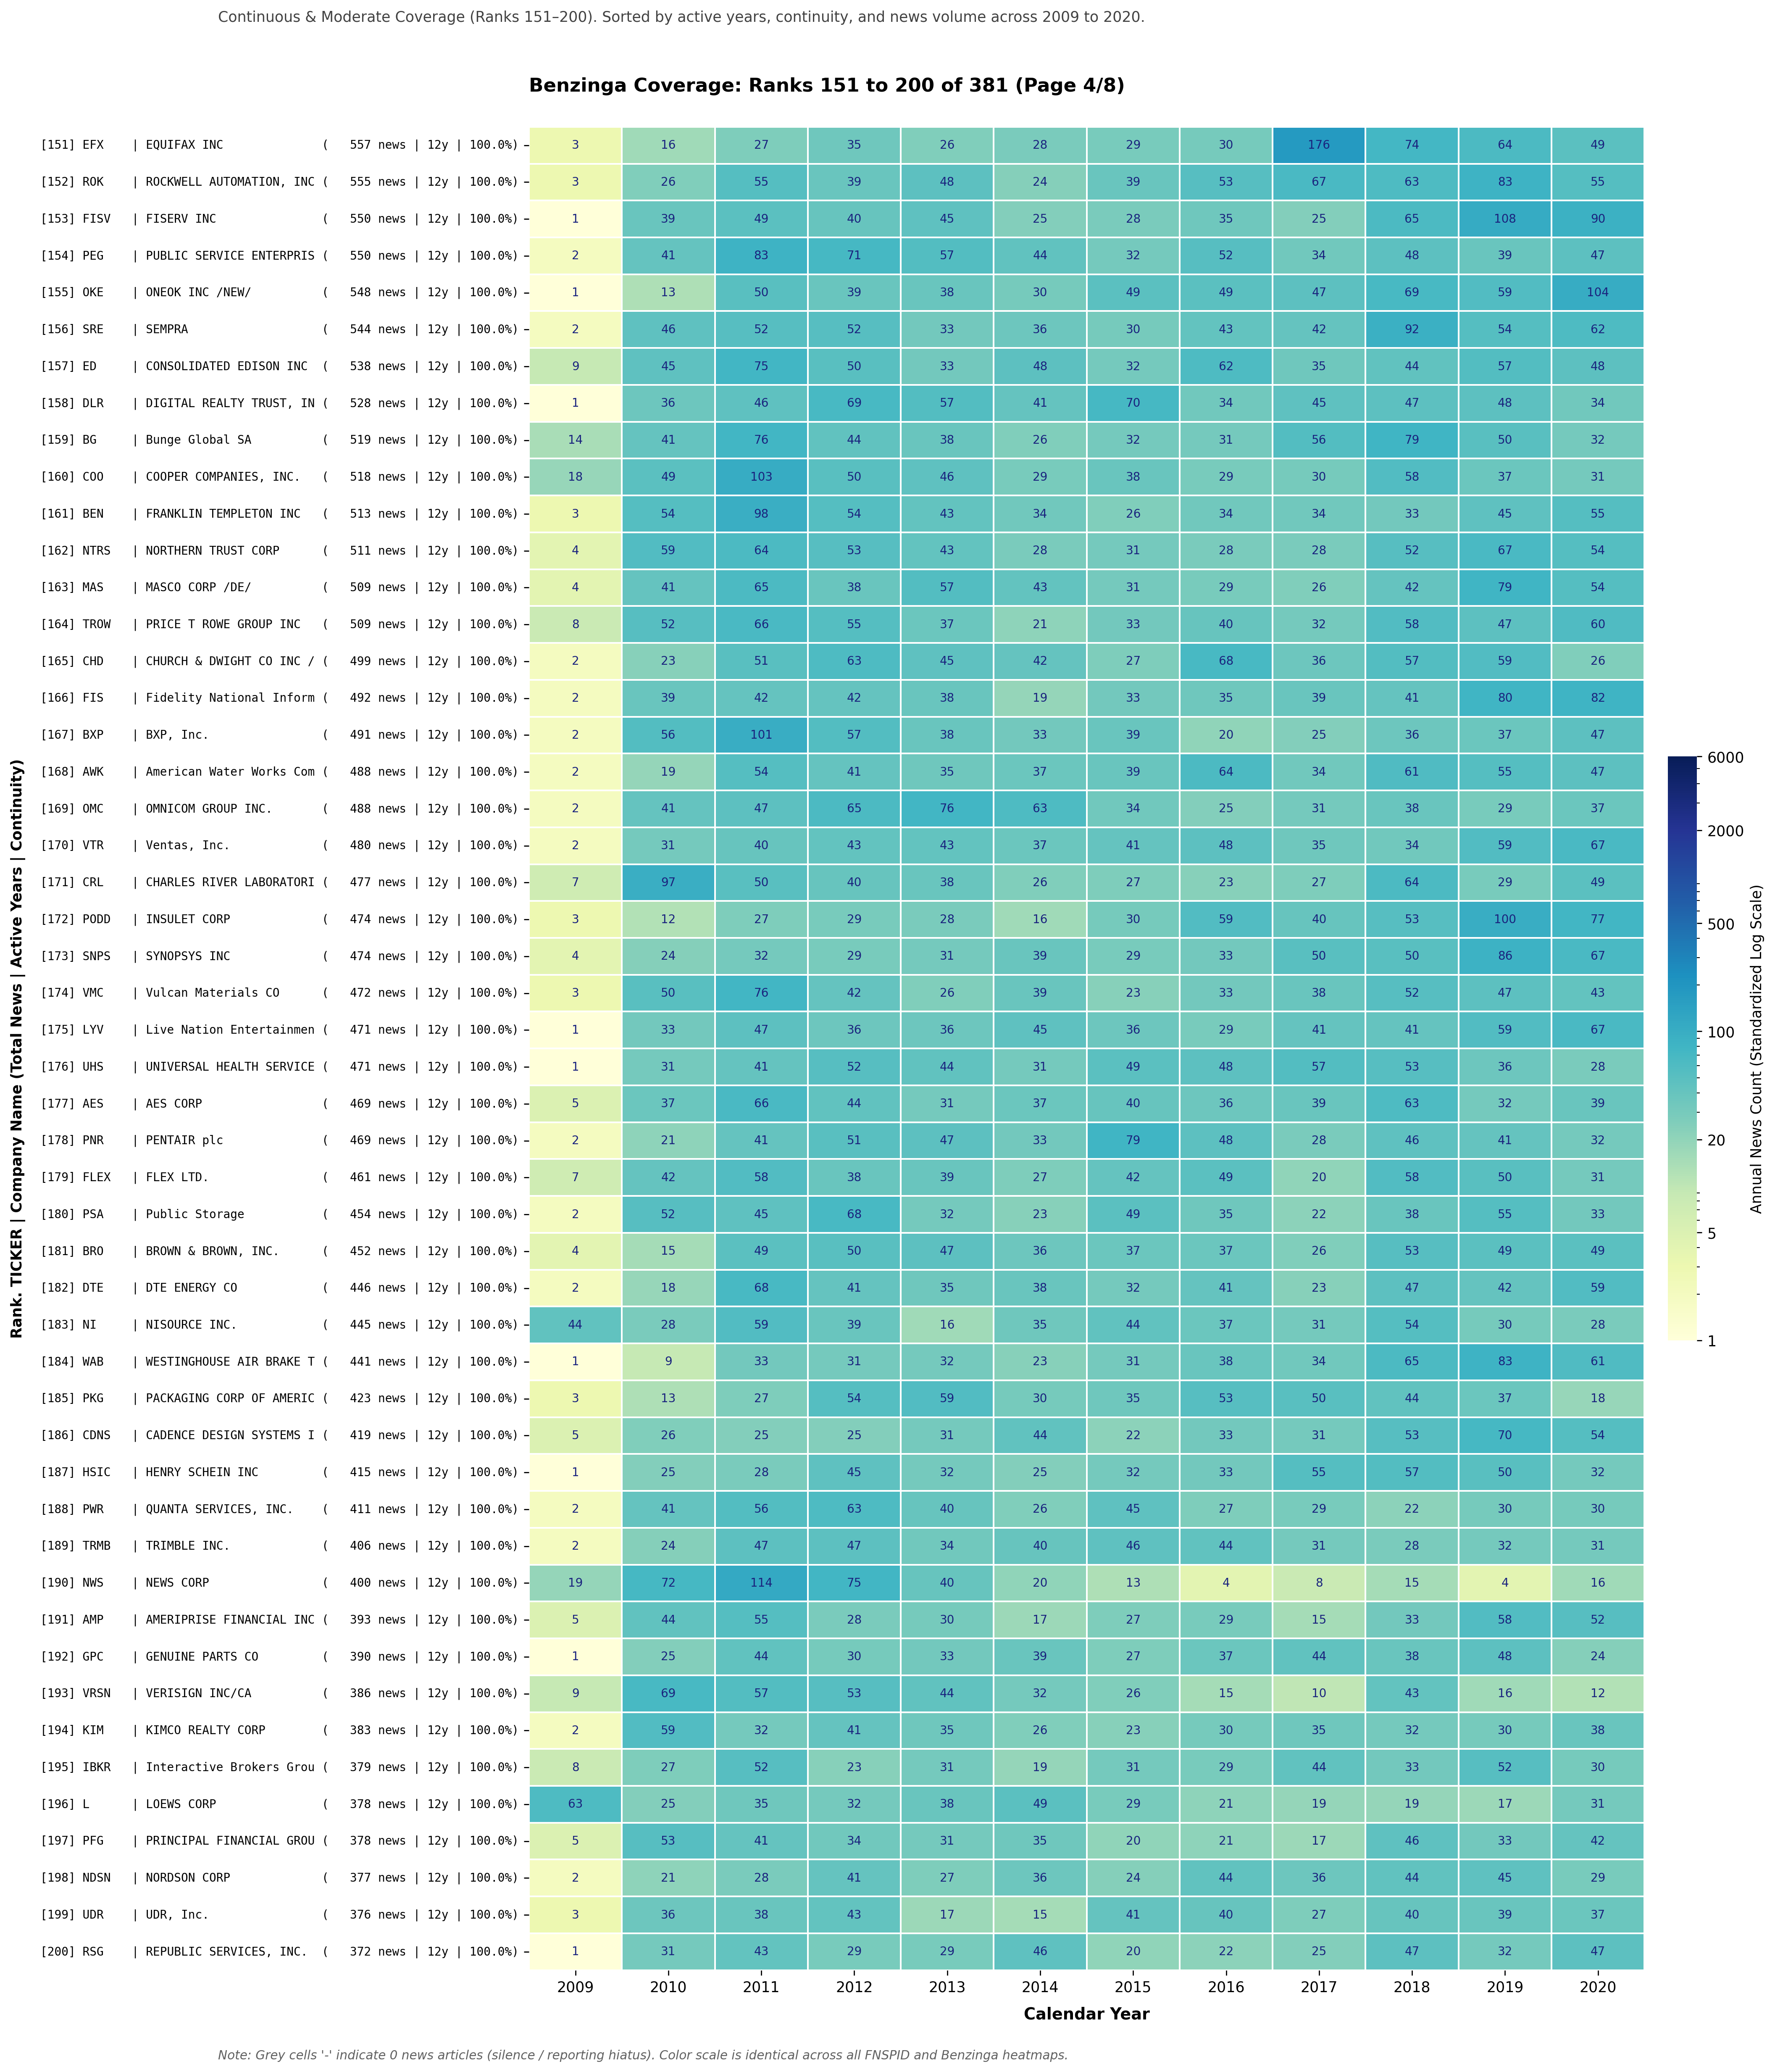 Continuous & Moderate Coverage (Ranks 151–200). Sorted by active years, continuity, and news volume across 2009 to 2020.
Benzinga Coverage: Ranks 151 to 200 of 381 (Page 4/8)
[151] EFX | EQUIFAX INC ( 557 news | 12y | 100.0%) 3 16 27 35 26 28 29 30 176 74 64 49
[152] ROK | ROCKWELL AUTOMATION, INC ( 555 news | 12y | 100.0%) 3 26 55 39 48 24 39 53 67 63 83 55
[153] FISV | FISERV INC ( 550 news | 12y | 100.0%) 1 39 49 40 45 25 28 35 25 65 108 90
[154] PEG | PUBLIC SERVICE ENTERPRIS ( 550 news | 12y | 100.0%) 2 41 83 71 57 44 32 52 34 48 39 47
[155] OKE | ONEOK INC /NEW/ ( 548 news | 12y | 100.0%) 1 13 50 39 38 30 49 49 47 69 59 104
[156] SRE | SEMPRA ( 544 news | 12y | 100.0%) 2 46 52 52 33 36 30 43 42 92 54 62
[157] ED | CONSOLIDATED EDISON INC ( 538 news | 12y | 100.0%) 9 45 75 50 33 48 32 62 35 44 57 48
[158] DLR | DIGITAL REALTY TRUST, IN ( 528 news | 12y | 100.0%) 1 36 46 69 57 41 70 34 45 47 48 34
[159] BG | Bunge Global SA ( 519 news | 12y | 100.0%) 14 41 76 44 38 26 32 31 56 79 50 32
[160] COO | COOPER COMPANIES, INC. ( 518 news | 12y | 100.0%) 18 49 103 50 46 29 38 29 30 58 37 31
[161] BEN | FRANKLIN TEMPLETON INC ( 513 news | 12y | 100.0%) 3 54 98 54 43 34 26 34 34 33 45 55
[162] NTRS | NORTHERN TRUST CORP ( 511 news | 12y | 100.0%) 4 59 64 53 43 28 31 28 28 52 67 54
[163] MAS | MASCO CORP /DE/ ( 509 news | 12y | 100.0%) 4 41 65 38 57 43 31 29 26 42 79 54
[164] TROW | PRICE T ROWE GROUP INC ( 509 news | 12y | 100.0%) 8 52 66 55 37 21 33 40 32 58 47 60
[165] CHD | CHURCH & DWIGHT CO INC / ( 499 news | 12y | 100.0%) 2 23 51 63 45 42 27 68 36 57 59 26
[166] FIS | Fidelity National Inform ( 492 news | 12y | 100.0%) 2 39 42 42 38 19 33 35 39 41 80 82
[167] BXP | BXP, Inc. ( 491 news | 12y | 100.0%) 2 56 101 57 38 33 39 20 25 36 37 47
[168] AWK | American Water Works Com ( 488 news | 12y | 100.0%) 2 19 54 41 35 37 39 64 34 61 55 47
[169] OMC | OMNICOM GROUP INC. ( 488 news | 12y | 100.0%) 2 41 47 65 76 63 34 25 31 38 29 37
[170] VTR | Ventas, Inc. ( 480 news | 12y | 100.0%) 2 31 40 43 43 37 41 48 35 34 59 67
[171] CRL | CHARLES RIVER LABORATORI ( 477 news | 12y | 100.0%) 7 97 50 40 38 26 27 23 27 64 29 49
[172] PODD | INSULET CORP ( 474 news | 12y | 100.0%) 3 12 27 29 28 16 30 59 40 53 100 77
[173] SNPS | SYNOPSYS INC ( 474 news | 12y | 100.0%) 4 24 32 29 31 39 29 33 50 50 86 67
[174] VMC | Vulcan Materials CO ( 472 news | 12y | 100.0%) 3 50 76 42 26 39 23 33 38 52 47 43
[175] LYV | Live Nation Entertainmen ( 471 news | 12y | 100.0%) 1 33 47 36 36 45 36 29 41 41 59 67
[176] UHS | UNIVERSAL HEALTH SERVICE ( 471 news | 12y | 100.0%) 1 31 41 52 44 31 49 48 57 53 36 28
[177] AES | AES CORP ( 469 news | 12y | 100.0%) 5 37 66 44 31 37 40 36 39 63 32 39
[178] PNR | PENTAIR plc ( 469 news | 12y | 100.0%) 2 21 41 51 47 33 79 48 28 46 41 32
[179] FLEX | FLEX LTD. ( 461 news | 12y | 100.0%) 7 42 58 38 39 27 42 49 20 58 50 31
[180] PSA | Public Storage ( 454 news | 12y | 100.0%) 2 52 45 68 32 23 49 35 22 38 55 33
[181] BRO | BROWN & BROWN, INC. ( 452 news | 12y | 100.0%) 4 15 49 50 47 36 37 37 26 53 49 49
[182] DTE | DTE ENERGY CO ( 446 news | 12y | 100.0%) 2 18 68 41 35 38 32 41 23 47 42 59
[183] NI | NISOURCE INC. ( 445 news | 12y | 100.0%) 44 28 59 39 16 35 44 37 31 54 30 28
[184] WAB | WESTINGHOUSE AIR BRAKE T ( 441 news | 12y | 100.0%) 1 9 33 31 32 23 31 38 34 65 83 61
[185] PKG | PACKAGING CORP OF AMERIC ( 423 news | 12y | 100.0%) 3 13 27 54 59 30 35 53 50 44 37 18
[186] CDNS | CADENCE DESIGN SYSTEMS I ( 419 news | 12y | 100.0%) 5 26 25 25 31 44 22 33 31 53 70 54
[187] HSIC | HENRY SCHEIN INC ( 415 news | 12y | 100.0%) 1 25 28 45 32 25 32 33 55 57 50 32
[188] PWR | QUANTA SERVICES, INC. ( 411 news | 12y | 100.0%) 2 41 56 63 40 26 45 27 29 22 30 30
[189] TRMB | TRIMBLE INC. ( 406 news | 12y | 100.0%) 2 24 47 47 34 40 46 44 31 28 32 31
[190] NWS | NEWS CORP ( 400 news | 12y | 100.0%) 19 72 114 75 40 20 13 4 8 15 4 16
[191] AMP | AMERIPRISE FINANCIAL INC ( 393 news | 12y | 100.0%) 5 44 55 28 30 17 27 29 15 33 58 52
[192] GPC | GENUINE PARTS CO ( 390 news | 12y | 100.0%) 1 25 44 30 33 39 27 37 44 38 48 24
[193] VRSN | VERISIGN INC/CA ( 386 news | 12y | 100.0%) 9 69 57 53 44 32 26 15 10 43 16 12
[194] KIM | KIMCO REALTY CORP ( 383 news | 12y | 100.0%) 2 59 32 41 35 26 23 30 35 32 30 38
[195] IBKR | Interactive Brokers Grou ( 379 news | 12y | 100.0%) 8 27 52 23 31 19 31 29 44 33 52 30
[196] L | LOEWS CORP ( 378 news | 12y | 100.0%) 63 25 35 32 38 49 29 21 19 19 17 31
[197] PFG | PRINCIPAL FINANCIAL GROU ( 378 news | 12y | 100.0%) 5 53 41 34 31 35 20 21 17 46 33 42
[198] NDSN | NORDSON CORP ( 377 news | 12y | 100.0%) 2 21 28 41 27 36 24 44 36 44 45 29
[199] UDR | UDR, Inc. ( 376 news | 12y | 100.0%) 3 36 38 43 17 15 41 40 27 40 39 37
[200] RSG | REPUBLIC SERVICES, INC. ( 372 news | 12y | 100.0%) 1 31 43 29 29 46 20 22 25 47 32 47
2009 2010 2011 2012 2013 2014 2015 2016 2017 2018 2019 2020
Calendar Year
Rank. TICKER | Company Name (Total News | Active Years | Continuity)
6000
2000
500
100
20
5
1
Annual News Count (Standardized Log Scale)
Note: Grey cells '-' indicate 0 news articles (silence / reporting hiatus). Color scale is identical across all FNSPID and Benzinga heatmaps.